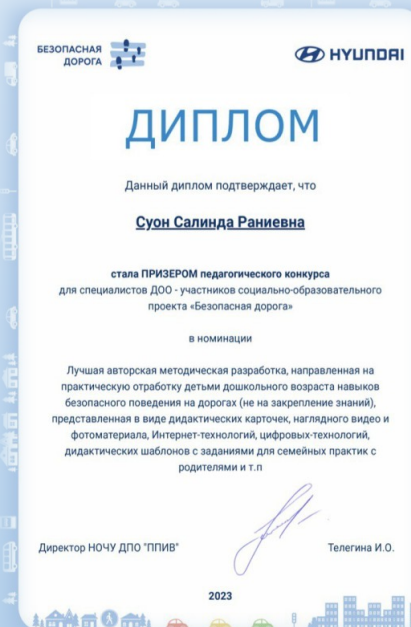 БЕЗОПАСНАЯ
ДОРОГА
HYUNDAI
ДИПЛОМ
Данный диплом подтверждает, что
Суон Салинда Раниевна
стала ПРИЗЕРОМ педагогического конкурса
для специалистов ДОО - участников социально-образовательного
проекта «Безопасная дорога»
в номинации
Лучшая авторская методическая разработка, направленная на
практическую отработку детьми дошкольного возраста навыков
безопасного поведения на дорогах (не на закрепление знаний),
представленная в виде дидактических карточек, наглядного видео и
фотоматериала, Интернет-технологий, цифровых-технологий,
дидактических шаблонов с заданиями для семейных практик с
родителями и т.п
Директор НОЧУ ДПО "ППИВ"
Телегина И.О.
2023